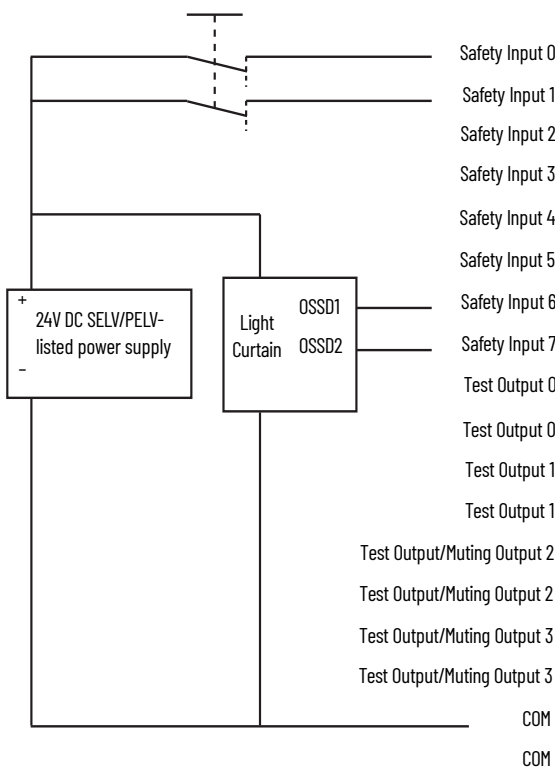 Safety Input 0
Safety Input 1
Safety Input 2
Safety Input 3
Safety Input 4
Safety Input 5
Safety Input 6
Safety Input 7
Test Output 0
Test Output 0
Test Output 1
Test Output 1
Test Output/Muting Output 2
Test Output/Muting Output 2
Test Output/Muting Output 3
Test Output/Muting Output 3
COM
COM
+
24V DC SELV/PELV-
listed power supply
–
Light
Curtain
OSSD1
OSSD2